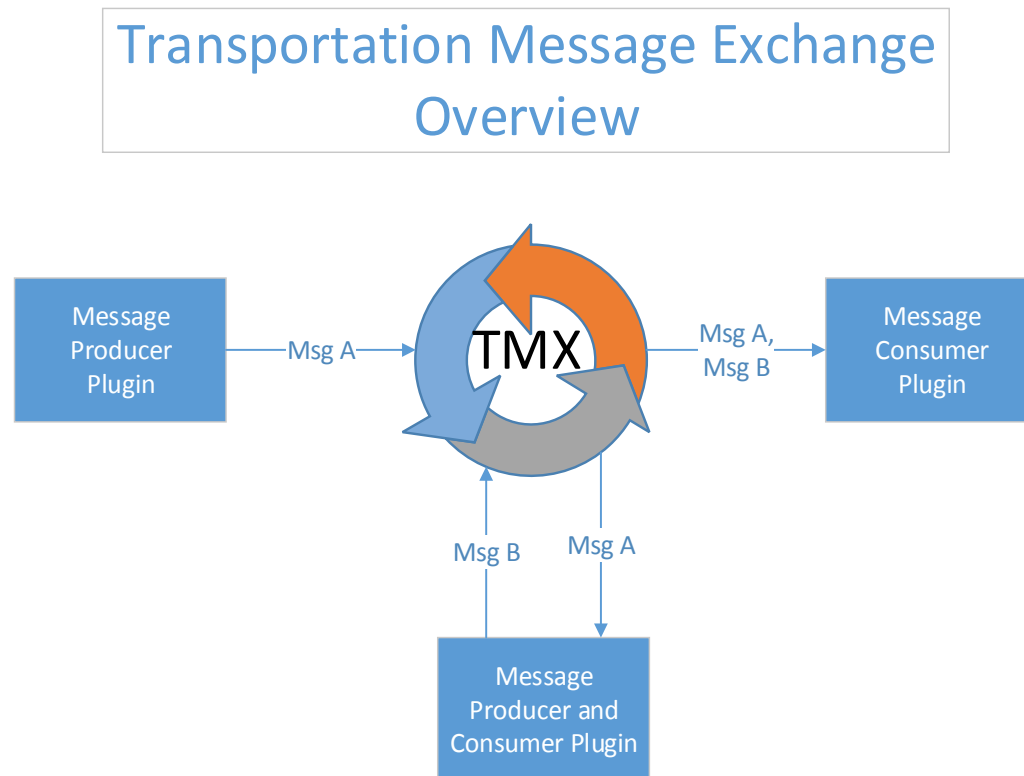 Transportation Message Exchange
Overview
Message
Producer
Plugin
Msg A
TMX
Msg A,
Msg B
Message
Consumer
Plugin
Msg B
Msg A
Message
Producer and
Consumer Plugin